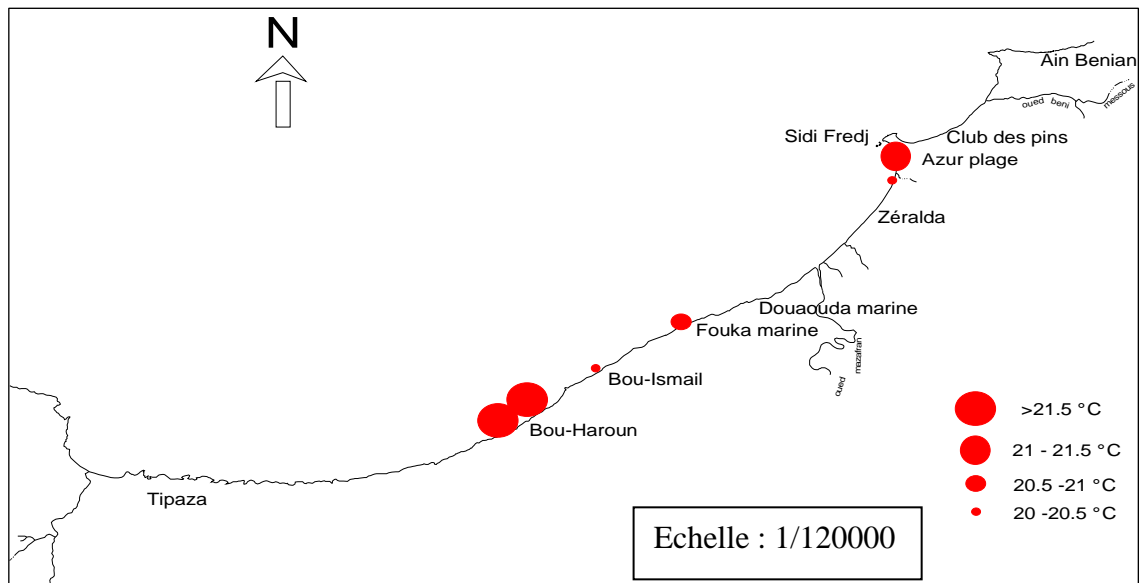 N
Ain Benian
oued beni messous
Sidi Fredj
Club des pins
Azur plage
Zéralda
Douaouda marine
Fouka marine
oued mazafran
Bou-Ismail
Bou-Haroun
Tipaza
>21.5 °C
21 - 21.5 °C
20.5 -21 °C
20 -20.5 °C
Echelle : 1/120000